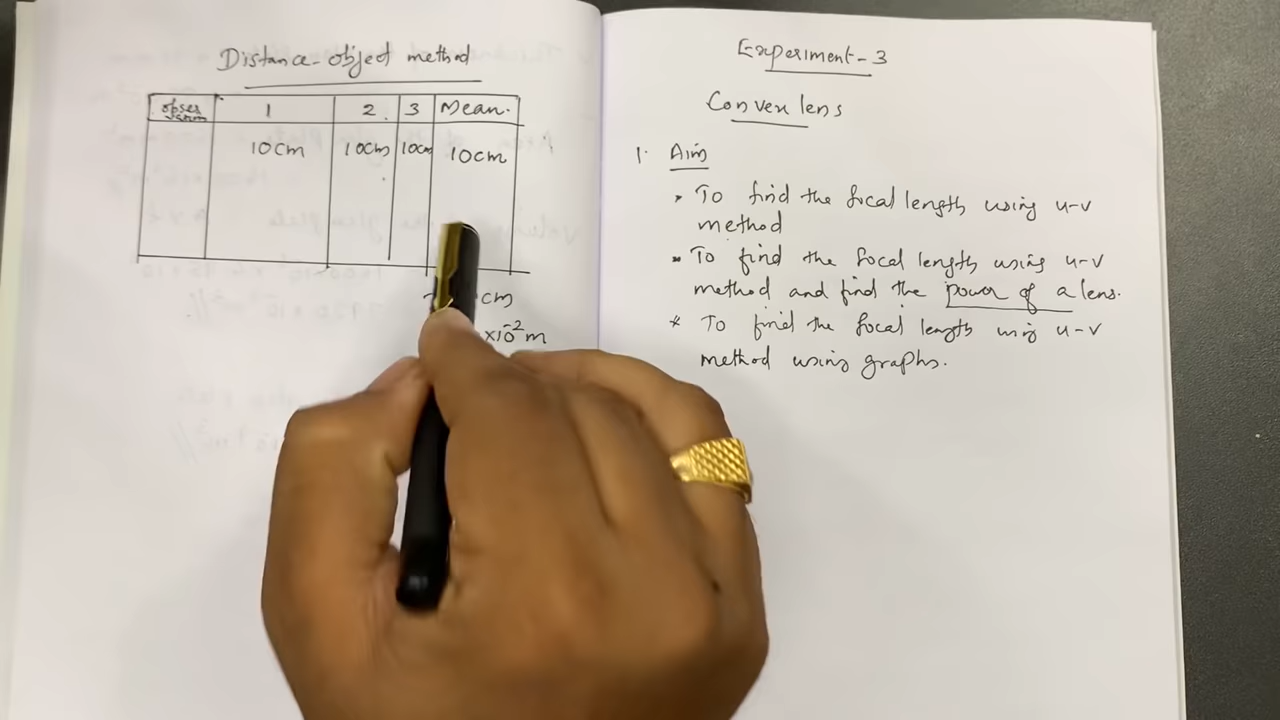 Distance-object method
1 2 3 Mean.
10cm 10cm 10cm 10cm
cm
x10⁻²m
Experiment-3
Convex lens
1. Aim
• To find the focal length using u-v
method
• To find the focal length using u-v
method and find the power of a lens.
* To find the focal length using u-v
method using graphs.